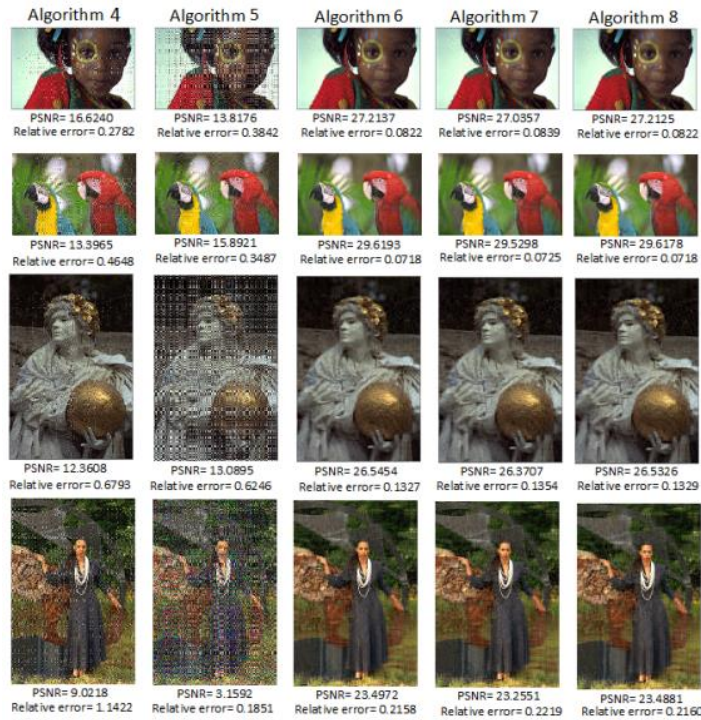 Algorithm 4 Algorithm 5 Algorithm 6 Algorithm 7 Algorithm 8
PSNR= 16.6240 PSNR= 13.8176 PSNR= 27.2137 PSNR= 27.0357 PSNR= 27.2125
Relative error= 0.2782 Relative error= 0.3842 Relative error= 0.0822 Relative error= 0.0839 Relative error= 0.0822
PSNR= 13.3965 PSNR= 15.8921 PSNR= 29.6193 PSNR= 29.5298 PSNR= 29.6178
Relative error= 0.4648 Relative error= 0.3487 Relative error= 0.0718 Relative error= 0.0725 Relative error= 0.0718
PSNR= 12.3608 PSNR= 13.0895 PSNR= 26.5454 PSNR= 26.3707 PSNR= 26.5326
Relative error= 0.6793 Relative error= 0.6246 Relative error= 0.1327 Relative error= 0.1354 Relative error= 0.1329
PSNR= 9.0218 PSNR= 3.1592 PSNR= 23.4972 PSNR= 23.2551 PSNR= 23.4881
Relative error= 1.1422 Relative error= 0.1851 Relative error= 0.2158 Relative error= 0.2219 Relative error= 0.2160